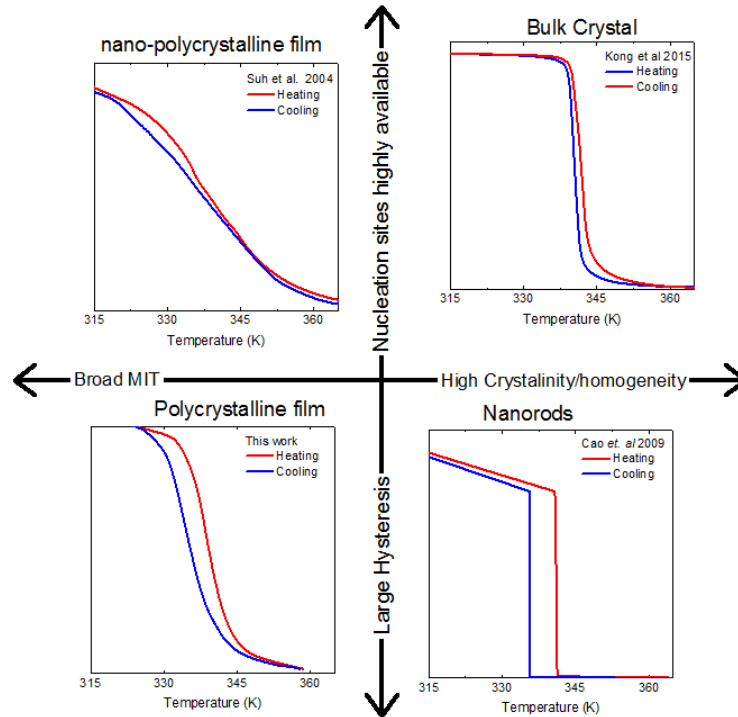 nano-polycrystalline film
Suh et al. 2004
Heating
Cooling
315 330 345 360
Temperature (K)
Bulk Crystal
Kong et al 2015
Heating
Cooling
315 330 345 360
Temperature (K)
Nucleation sites highly available
Broad MIT
High Crystalinity/homogeneity
Large Hysteresis
Polycrystalline film
This work
Heating
Cooling
315 330 345 360
Temperature (K)
Nanorods
Cao et. al 2009
Heating
Cooling
315 330 345 360
Temperature (K)